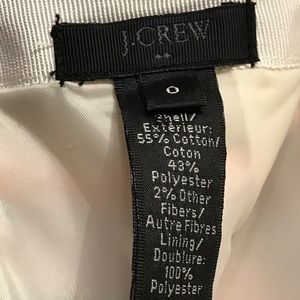 J.CREW
0
Shell/
Extérieur:
55% Cotton/
Coton
43%
Polyester
2% Other
Fibers/
Autre Fibres
Lining/
Doublure:
100%
Polyester